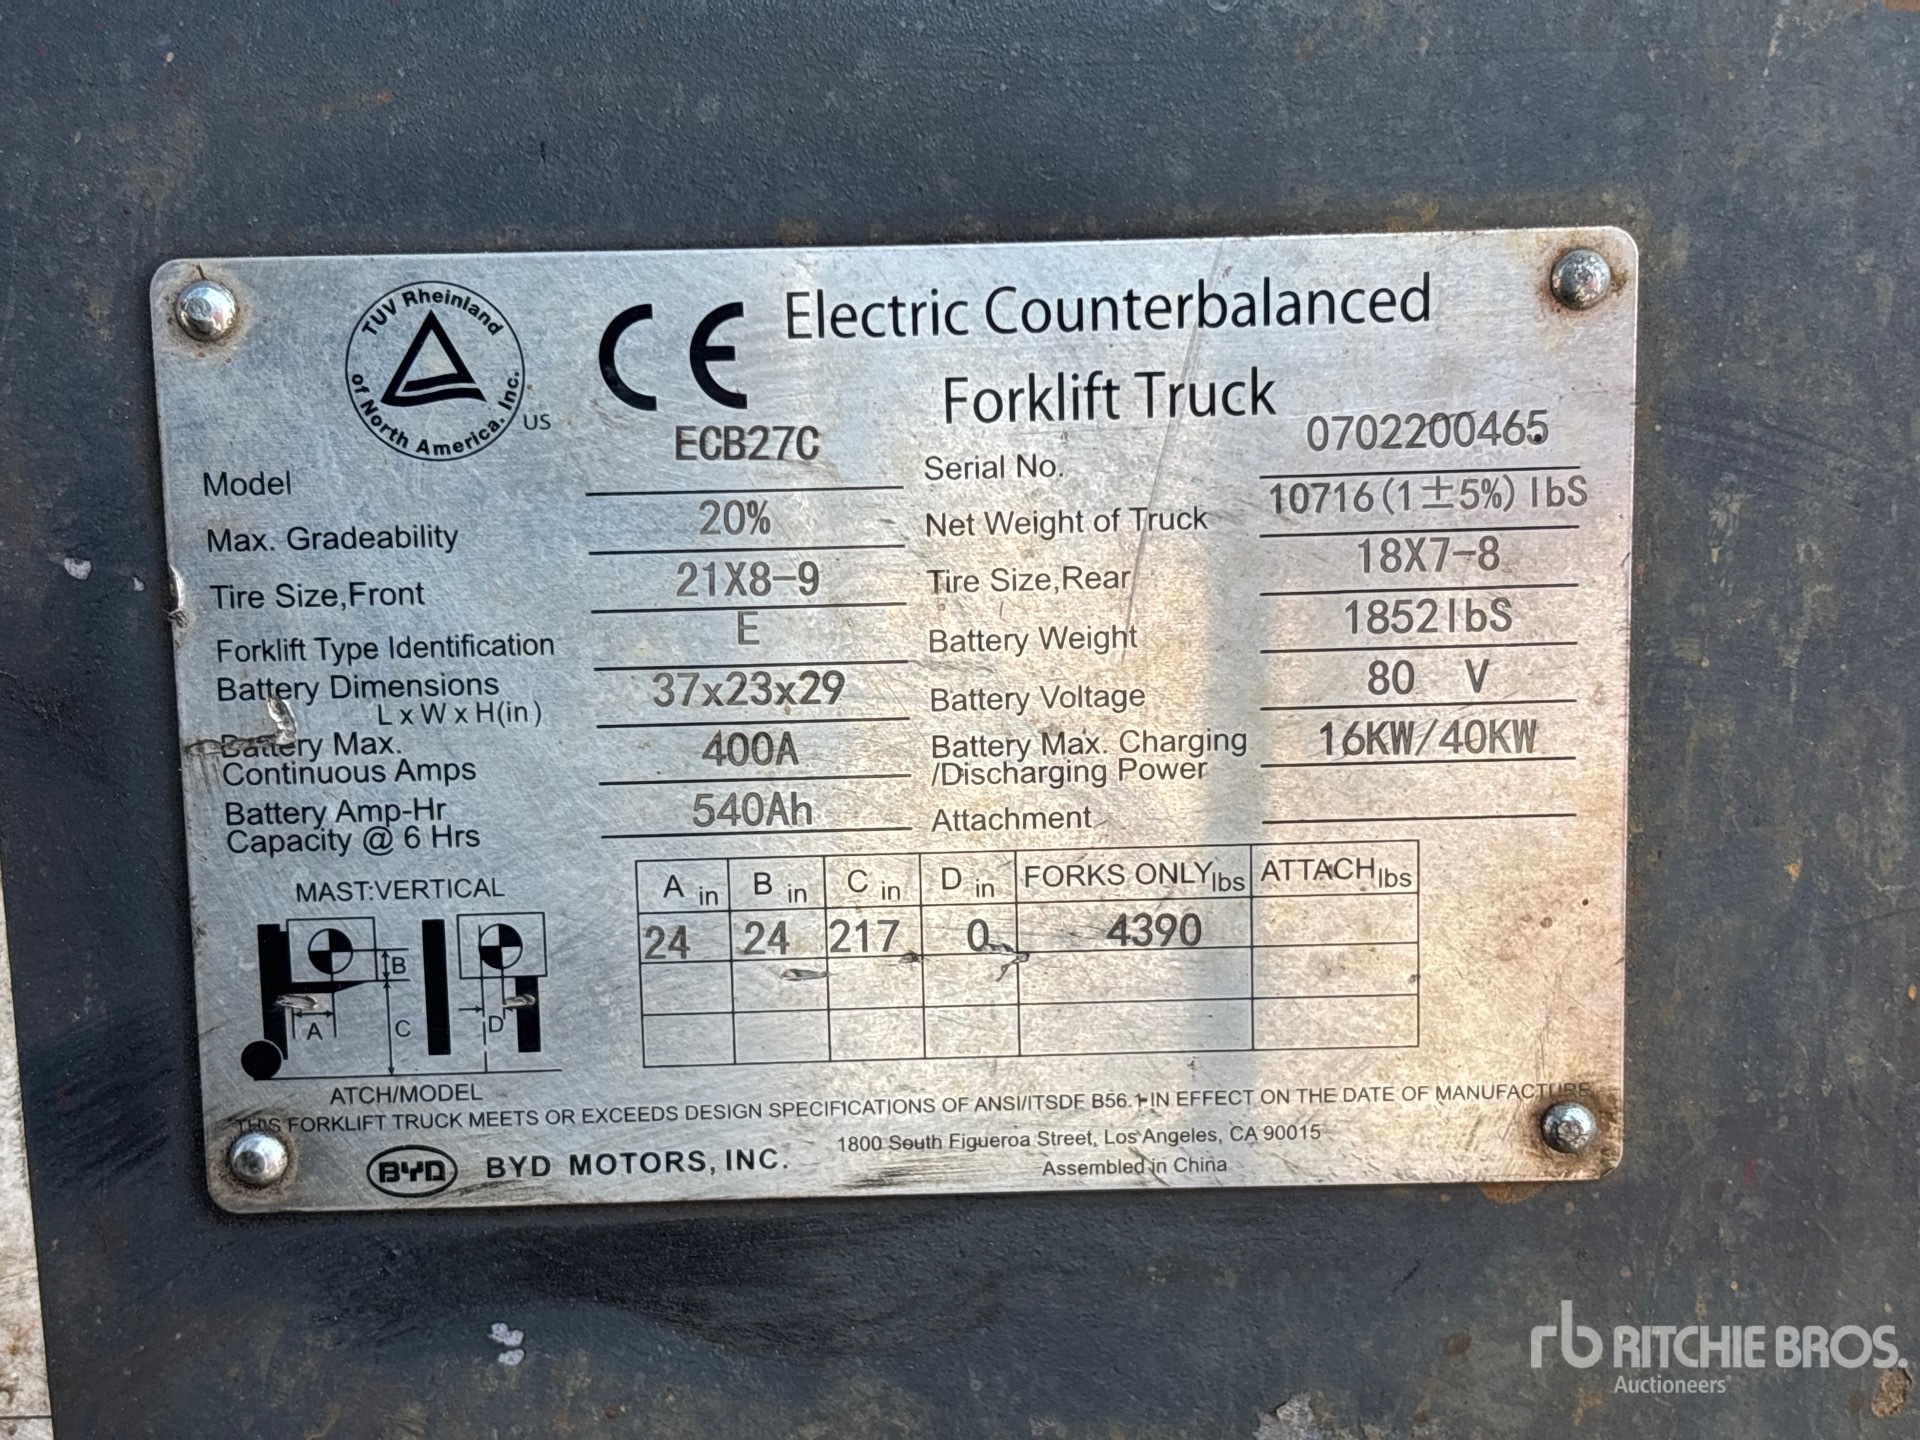 TUV Rheinland
of North America, Inc.
US
CE
Electric Counterbalanced
Forklift Truck
Model ECB27C Serial No. 0702200465
Max. Gradeability 20% Net Weight of Truck 10716(1±5%)lbS
Tire Size,Front 21X8-9 Tire Size,Rear 18X7-8
Forklift Type Identification E Battery Weight 1852lbS
Battery Dimensions
L x W x H(in) 37x23x29 Battery Voltage 80 V
Battery Max.
Continuous Amps 400A Battery Max. Charging
/Discharging Power 16KW/40KW
Battery Amp-Hr
Capacity @ 6 Hrs 540Ah Attachment
MAST:VERTICAL
A B C D
A in B in C in D in FORKS ONLY lbs ATTACH lbs
24 24 217 0 4390
ATCH/MODEL
THIS FORKLIFT TRUCK MEETS OR EXCEEDS DESIGN SPECIFICATIONS OF ANSI/ITSDF B56.1 IN EFFECT ON THE DATE OF MANUFACTURE
BYD BYD MOTORS, INC. 1800 South Figueroa Street, Los Angeles, CA 90015
Assembled in China
rb RITCHIE BROS.
Auctioneers